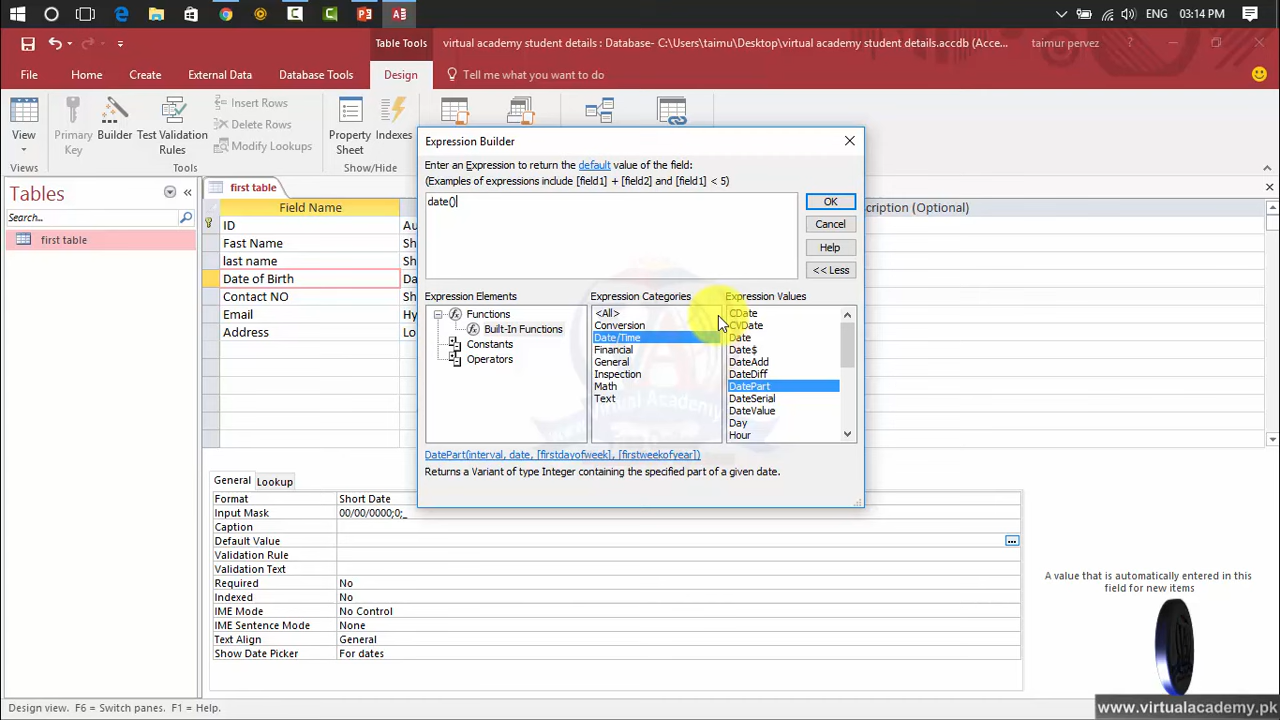 ENG 03:14 PM
Table Tools
virtual academy student details : Database- C:\Users\taimu\Desktop\virtual academy student details.accdb (Acce...
taimur pervez
?
File Home Create External Data Database Tools Design Tell me what you want to do
View
Primary Key
Builder
Test Validation Rules
Insert Rows
Delete Rows
Modify Lookups
Property Sheet
Indexes
Views
Tools
Show/Hide
Tables
Search...
first table
first table
Field Name
scription (Optional)
ID
Au
Fast Name
Sh
last name
Sh
Date of Birth
Da
Contact NO
Sh
Email
Hy
Address
Lo
Expression Builder
Enter an Expression to return the default value of the field:
(Examples of expressions include [field1] + [field2] and [field1] < 5)
date()
OK
Cancel
Help
<< Less
Expression Elements
Functions
Built-In Functions
Constants
Operators
Expression Categories
<All>
Conversion
Date/Time
Financial
General
Inspection
Math
Text
Expression Values
CDate
CVDate
Date
Date$
DateAdd
DateDiff
DatePart
DateSerial
DateValue
Day
Hour
DatePart(interval, date, [firstdayofweek], [firstweekofyear])
Returns a Variant of type Integer containing the specified part of a given date.
General Lookup
Format Short Date
Input Mask 00/00/0000;0;_
Caption
Default Value
Validation Rule
Validation Text
Required No
Indexed No
IME Mode No Control
IME Sentence Mode None
Text Align General
Show Date Picker For dates
A value that is automatically entered in this
field for new items
Design view. F6 = Switch panes. F1 = Help.
www.virtualacademy.pk